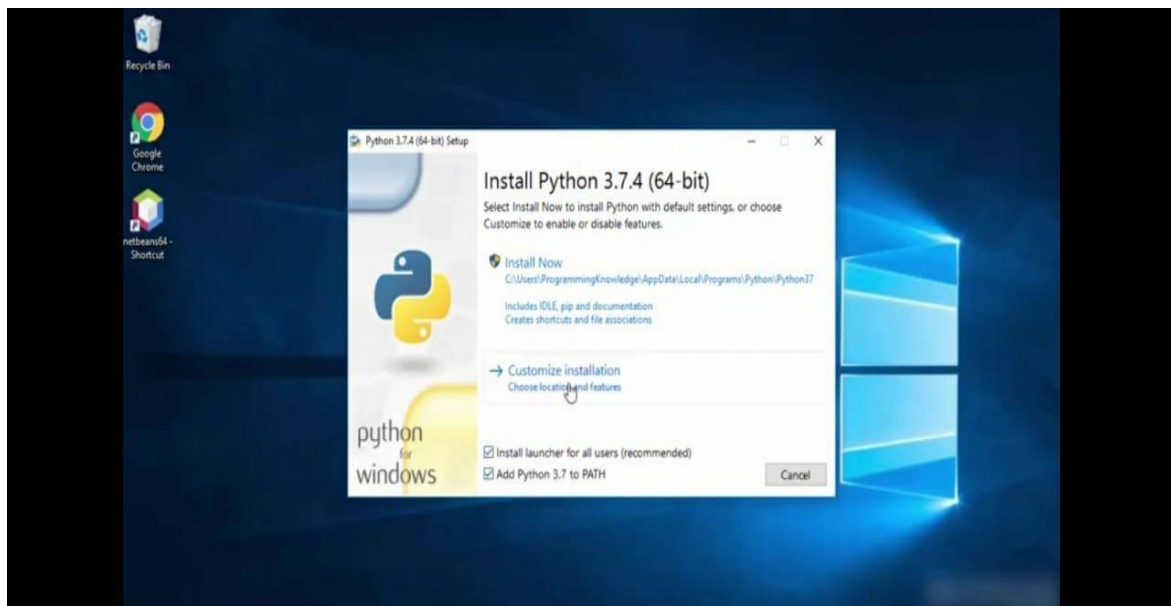 Recycle Bin
Google
Chrome
netbeans64 -
Shortcut
Python 3.7.4 (64-bit) Setup
Install Python 3.7.4 (64-bit)
Select Install Now to install Python with default settings, or choose
Customize to enable or disable features.
Install Now
C:\Users\ProgrammingKnowledge\AppData\Local\Programs\Python\Python37
Includes IDLE, pip and documentation
Creates shortcuts and file associations
→ Customize installation
Choose location and features
python
for
windows
Install launcher for all users (recommended)
Add Python 3.7 to PATH
Cancel